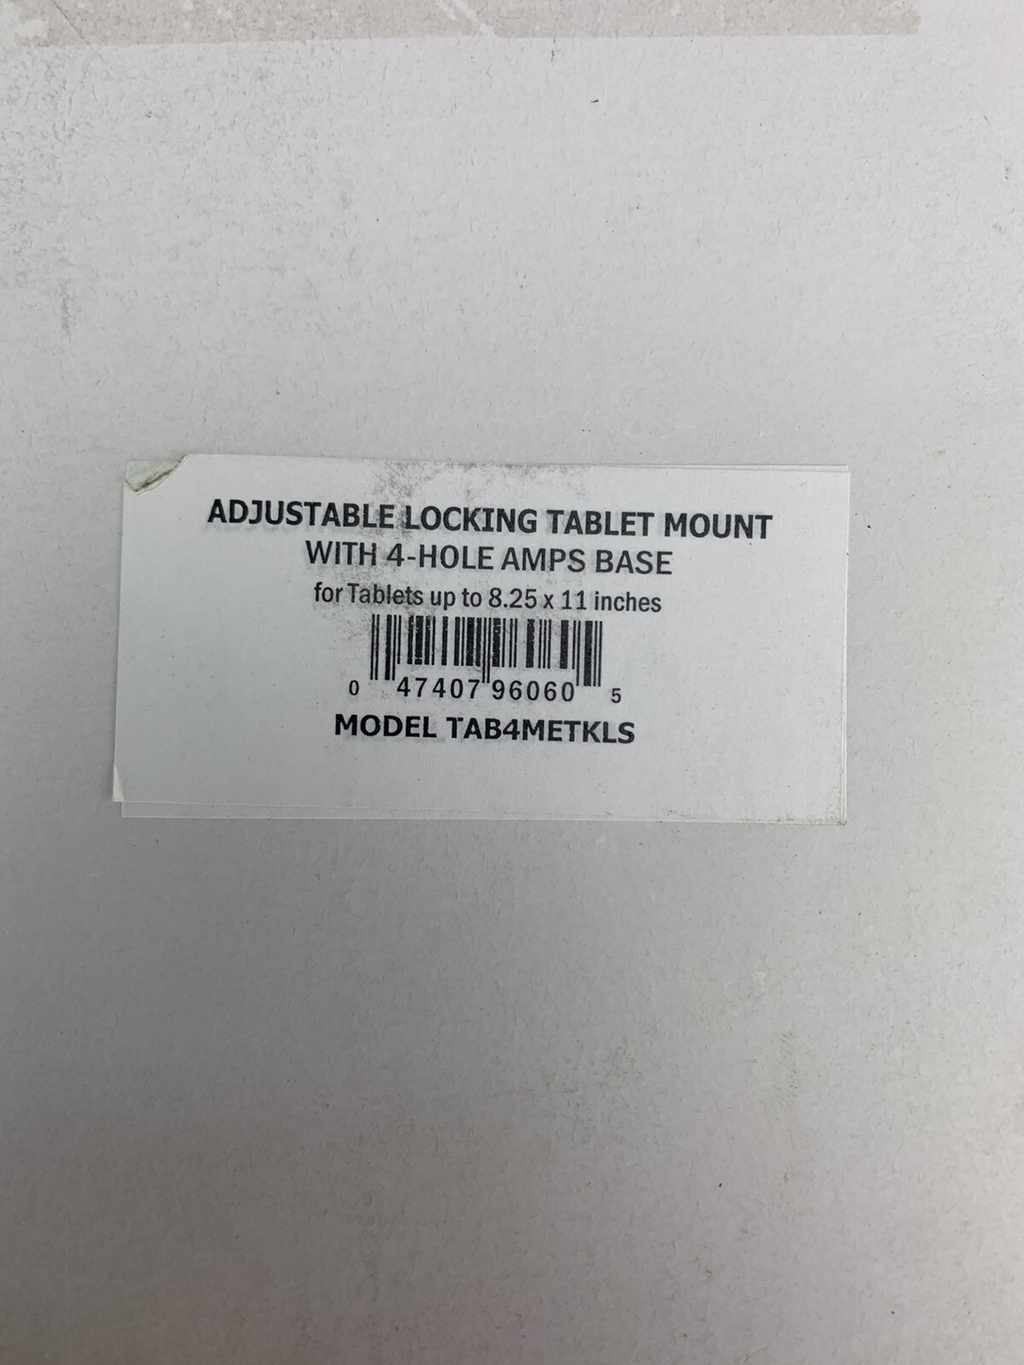 ADJUSTABLE LOCKING TABLET MOUNT
WITH 4-HOLE AMPS BASE
for Tablets up to 8.25 x 11 inches
0 47407 96060 5
MODEL TAB4METKLS